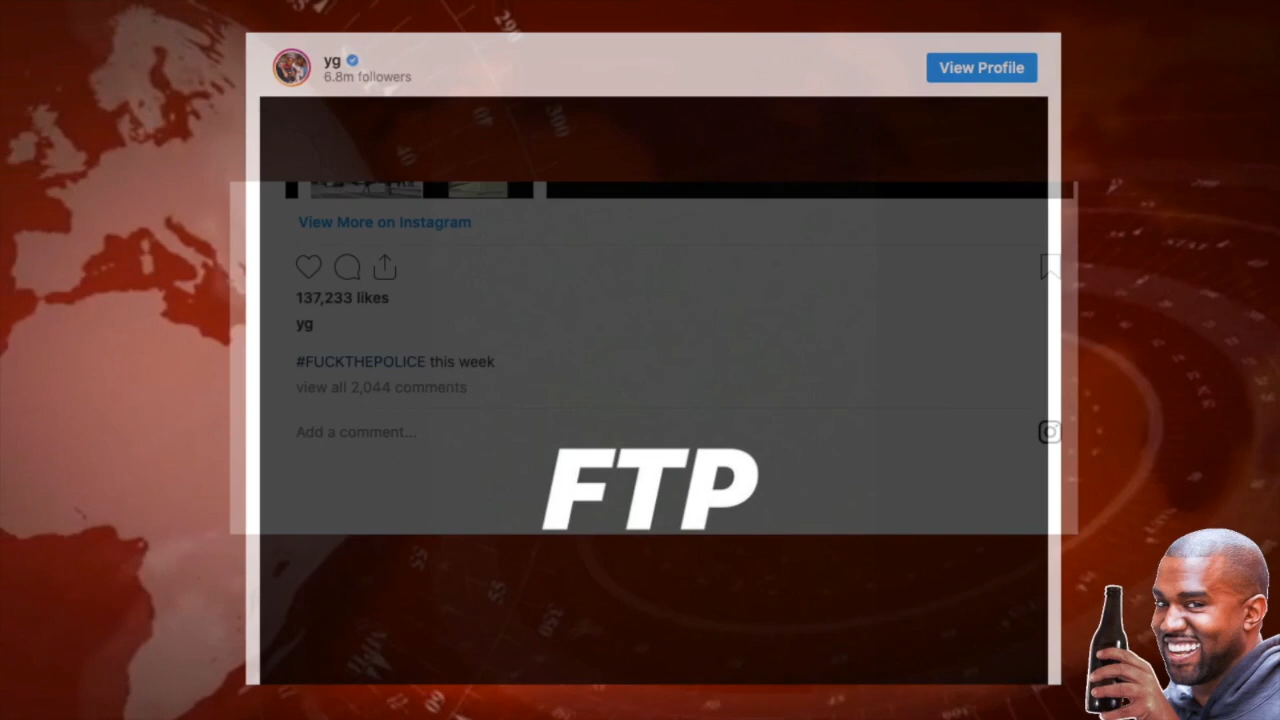 yg
6.8m followers
View Profile
View More on Instagram
137,233 likes
yg
#FUCKTHEPOLICE this week
view all 2,044 comments
Add a comment...
FTP